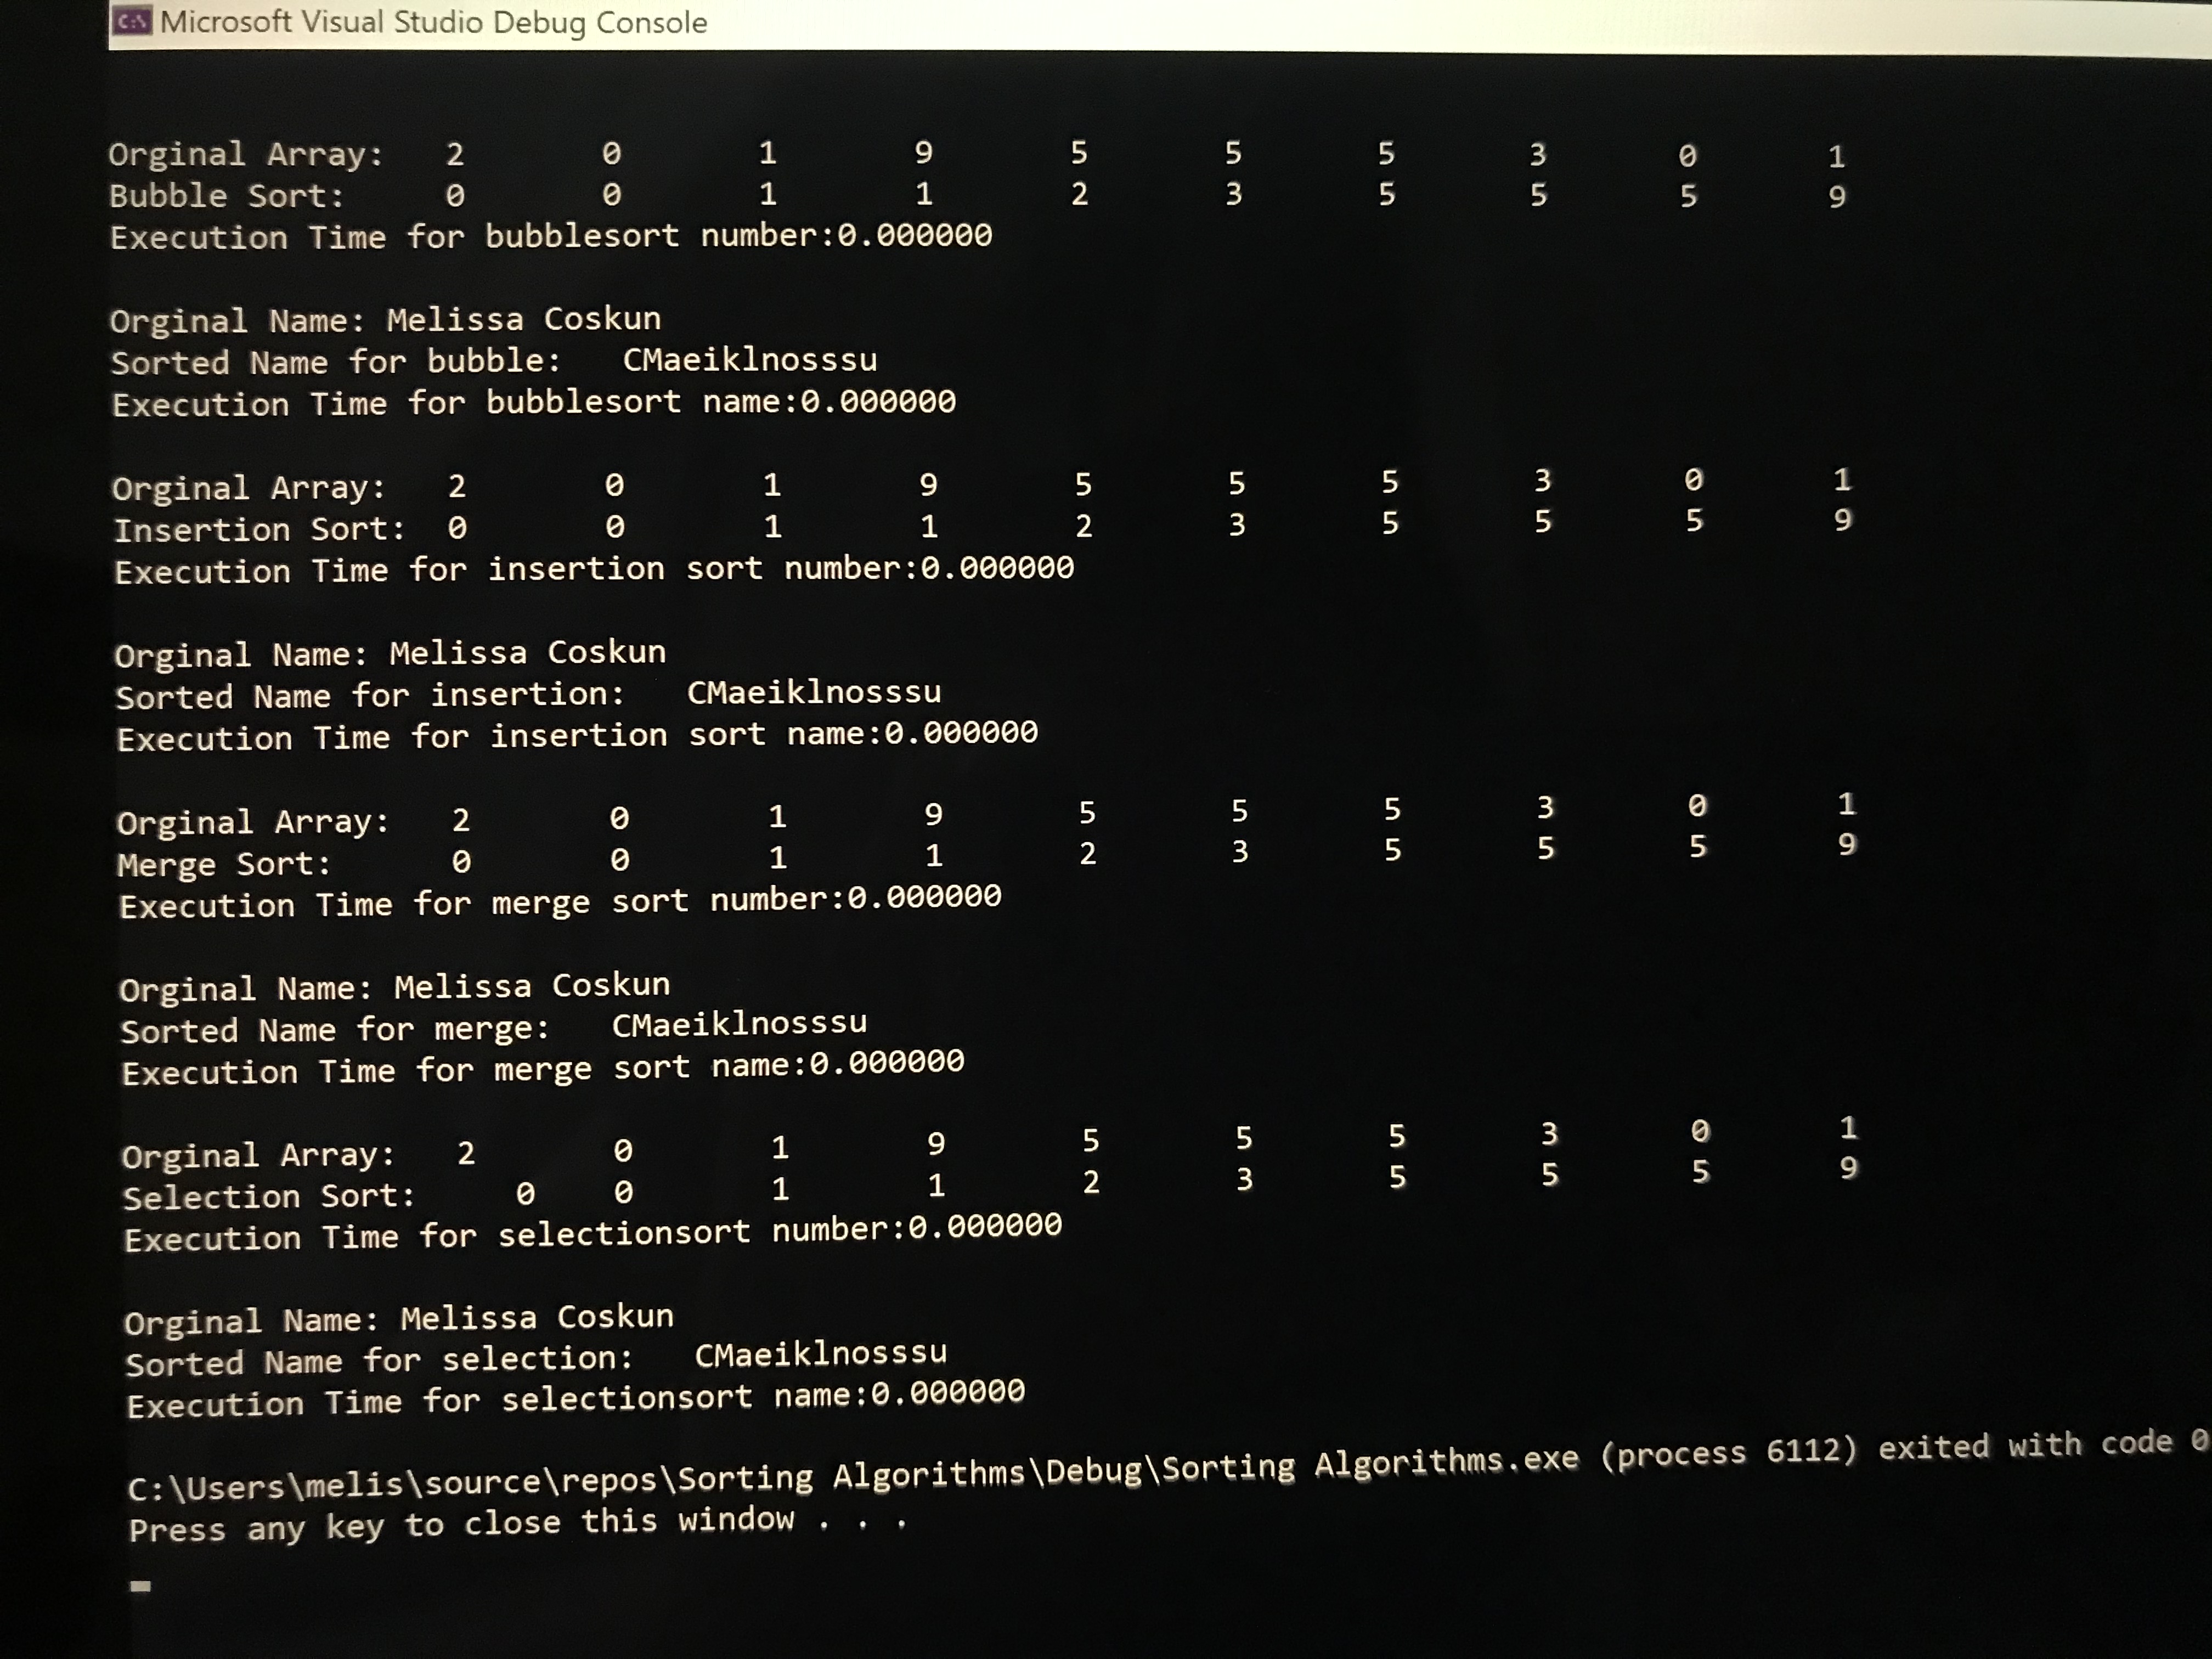 C:\ Microsoft Visual Studio Debug Console
Orginal Array: 2 0 1 9 5 5 5 3 0 1
Bubble Sort: 0 0 1 1 2 3 5 5 5 9
Execution Time for bubblesort number:0.000000
Orginal Name: Melissa Coskun
Sorted Name for bubble: CMaeiklnosssu
Execution Time for bubblesort name:0.000000
Orginal Array: 2 0 1 9 5 5 5 3 0 1
Insertion Sort: 0 0 1 1 2 3 5 5 5 9
Execution Time for insertion sort number:0.000000
Orginal Name: Melissa Coskun
Sorted Name for insertion: CMaeiklnosssu
Execution Time for insertion sort name:0.000000
Orginal Array: 2 0 1 9 5 5 5 3 0 1
Merge Sort: 0 0 1 1 2 3 5 5 5 9
Execution Time for merge sort number:0.000000
Orginal Name: Melissa Coskun
Sorted Name for merge: CMaeiklnosssu
Execution Time for merge sort name:0.000000
Orginal Array: 2 0 1 9 5 5 5 3 0 1
Selection Sort: 0 0 1 1 2 3 5 5 5 9
Execution Time for selectionsort number:0.000000
Orginal Name: Melissa Coskun
Sorted Name for selection: CMaeiklnosssu
Execution Time for selectionsort name:0.000000
C:\Users\melis\source\repos\Sorting Algorithms\Debug\Sorting Algorithms.exe (process 6112) exited with code 0
Press any key to close this window . . .